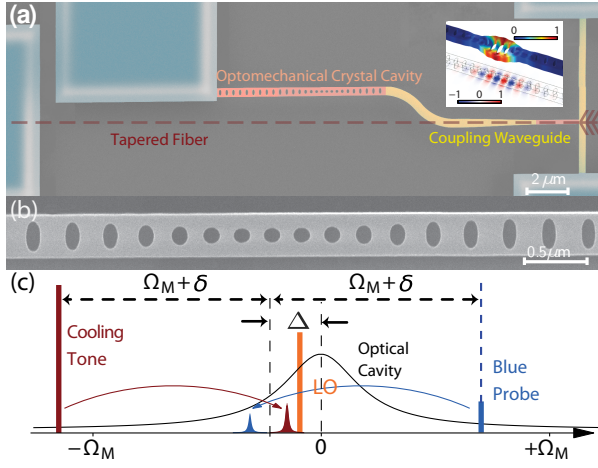 (a)
0 1
Optomechanical Crystal Cavity
−1 0 1
Tapered Fiber
Coupling Waveguide
2 μm
(b)
0.5μm
(c)
Ω_M+δ Ω_M+δ
Cooling
Tone
Δ
Optical
Cavity
LO
Blue
Probe
−Ω_M 0 +Ω_M